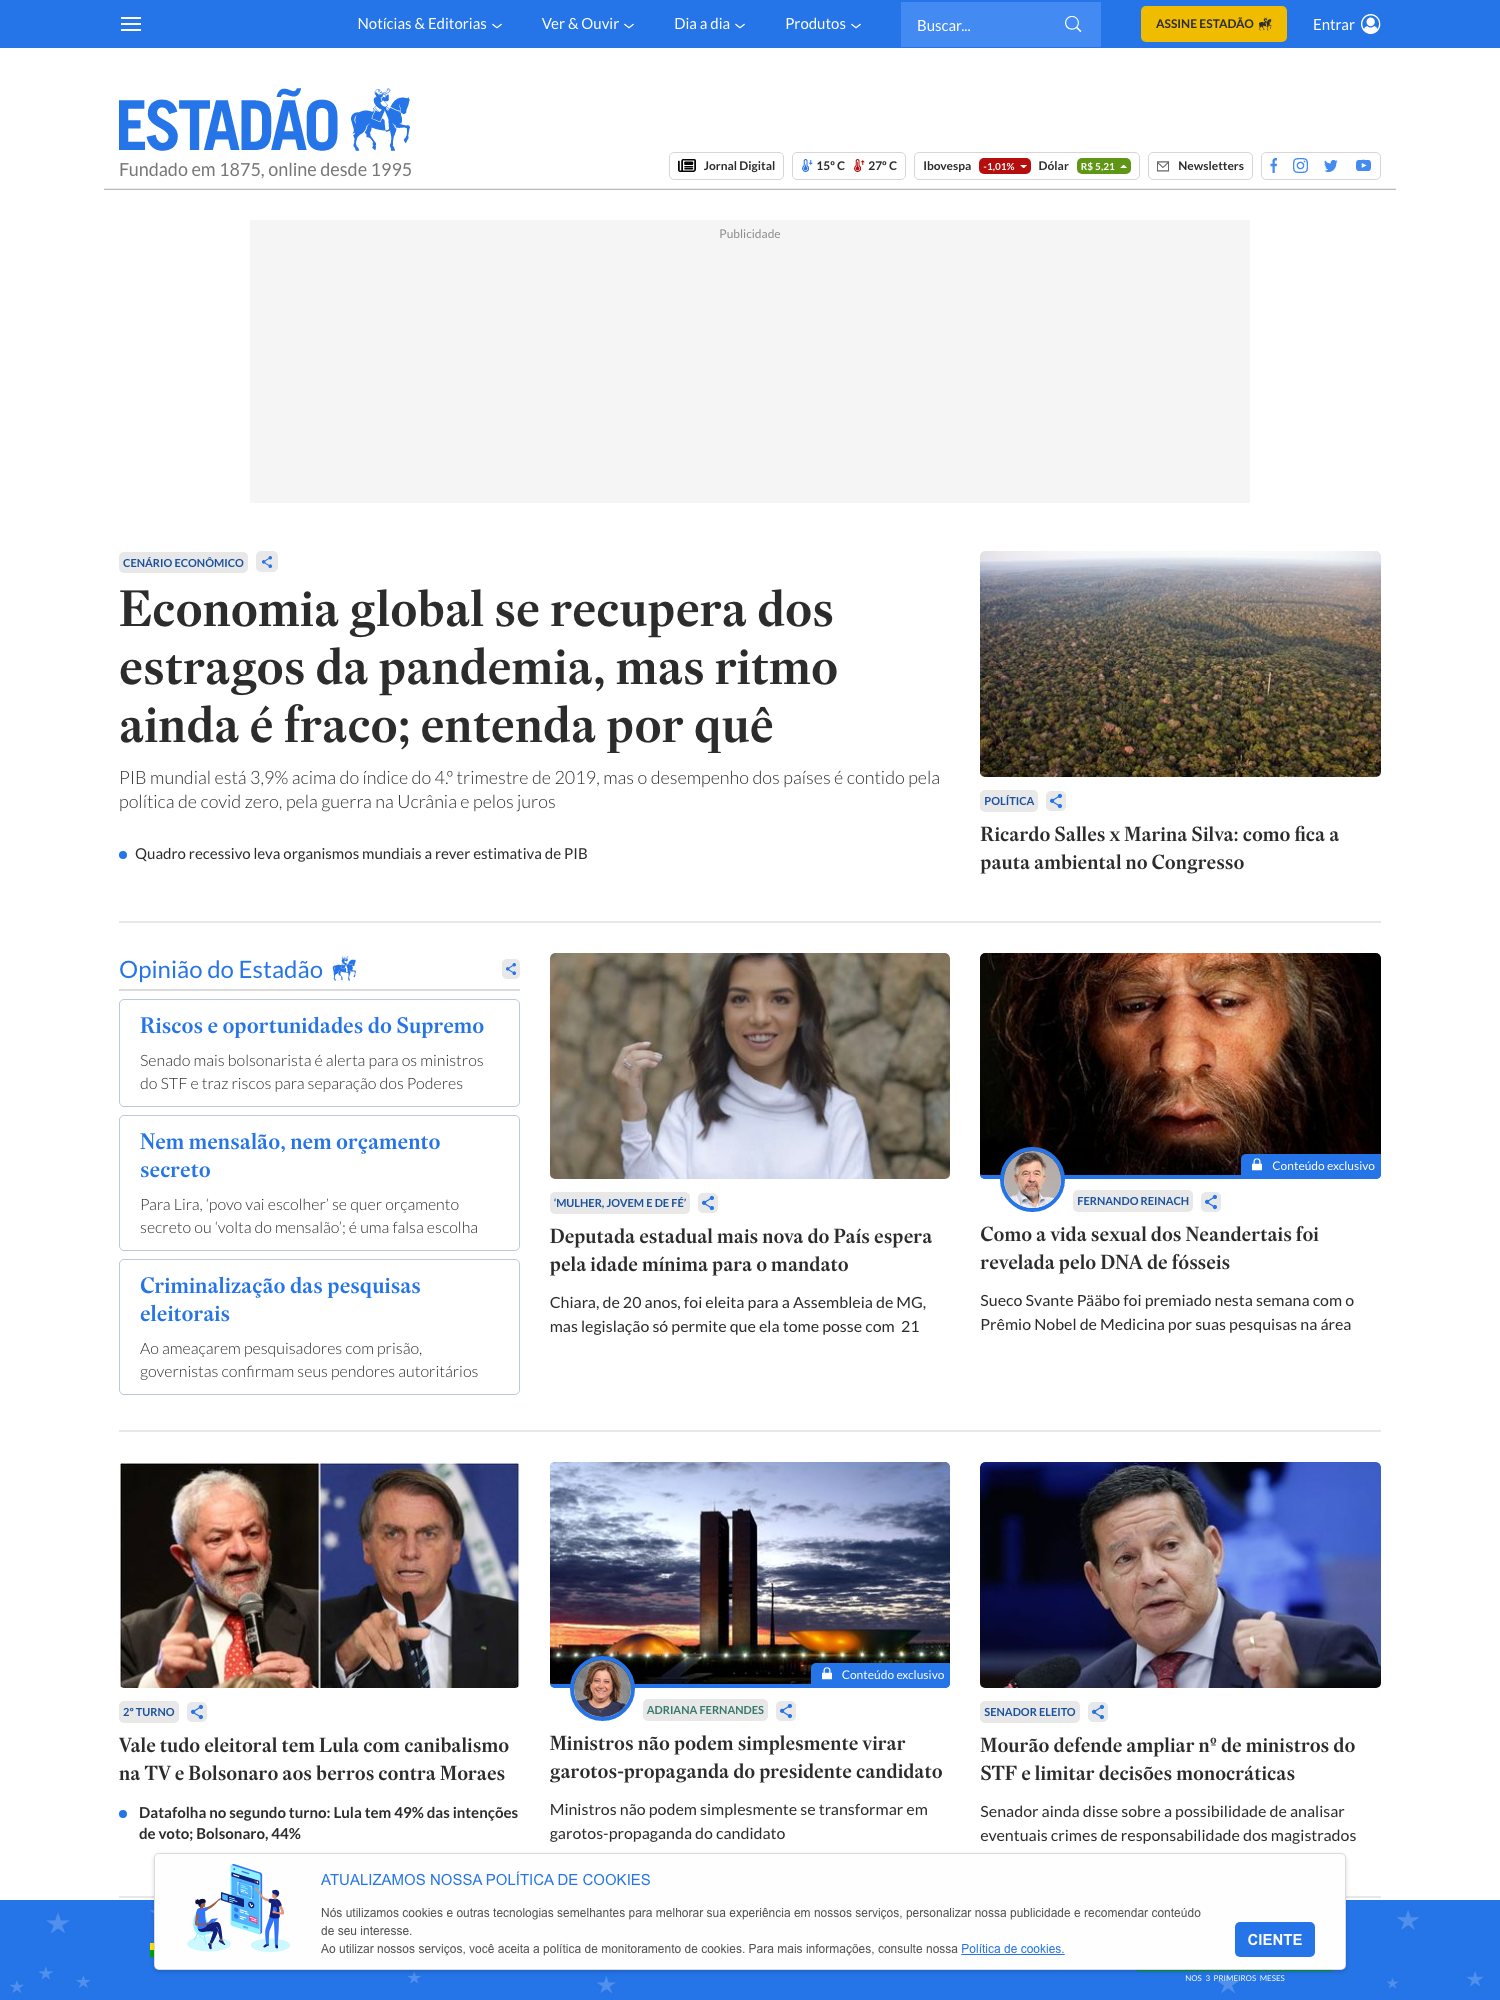 Notícias & Editorias
Ver & Ouvir
Dia a dia
Produtos
Buscar...
ASSINE ESTADÃO
Entrar
ESTADÃO
Fundado em 1875, online desde 1995
Jornal Digital
15º C 27º C
Ibovespa -1,01% Dólar R$ 5,21
Newsletters
Publicidade
CENÁRIO ECONÔMICO
Economia global se recupera dos
estragos da pandemia, mas ritmo
ainda é fraco; entenda por quê
PIB mundial está 3,9% acima do índice do 4.º trimestre de 2019, mas o desempenho dos países é contido pela
política de covid zero, pela guerra na Ucrânia e pelos juros
Quadro recessivo leva organismos mundiais a rever estimativa de PIB
POLÍTICA
Ricardo Salles x Marina Silva: como fica a
pauta ambiental no Congresso
Opinião do Estadão
Riscos e oportunidades do Supremo
Senado mais bolsonarista é alerta para os ministros
do STF e traz riscos para separação dos Poderes
Nem mensalão, nem orçamento
secreto
Para Lira, ‘povo vai escolher’ se quer orçamento
secreto ou ‘volta do mensalão’; é uma falsa escolha
Criminalização das pesquisas
eleitorais
Ao ameaçarem pesquisadores com prisão,
governistas confirmam seus pendores autoritários
‘MULHER, JOVEM E DE FÉ’
Deputada estadual mais nova do País espera
pela idade mínima para o mandato
Chiara, de 20 anos, foi eleita para a Assembleia de MG,
mas legislação só permite que ela tome posse com 21
Conteúdo exclusivo
FERNANDO REINACH
Como a vida sexual dos Neandertais foi
revelada pelo DNA de fósseis
Sueco Svante Pääbo foi premiado nesta semana com o
Prêmio Nobel de Medicina por suas pesquisas na área
2º TURNO
Vale tudo eleitoral tem Lula com canibalismo
na TV e Bolsonaro aos berros contra Moraes
Datafolha no segundo turno: Lula tem 49% das intenções
de voto; Bolsonaro, 44%
Conteúdo exclusivo
ADRIANA FERNANDES
Ministros não podem simplesmente virar
garotos-propaganda do presidente candidato
Ministros não podem simplesmente se transformar em
garotos-propaganda do candidato
SENADOR ELEITO
Mourão defende ampliar nº de ministros do
STF e limitar decisões monocráticas
Senador ainda disse sobre a possibilidade de analisar
eventuais crimes de responsabilidade dos magistrados
ATUALIZAMOS NOSSA POLÍTICA DE COOKIES
Nós utilizamos cookies e outras tecnologias semelhantes para melhorar sua experiência em nossos serviços, personalizar nossa publicidade e recomendar conteúdo
de seu interesse.
Ao utilizar nossos serviços, você aceita a política de monitoramento de cookies. Para mais informações, consulte nossa Política de cookies.
CIENTE
NOS 3 PRIMEIROS MESES